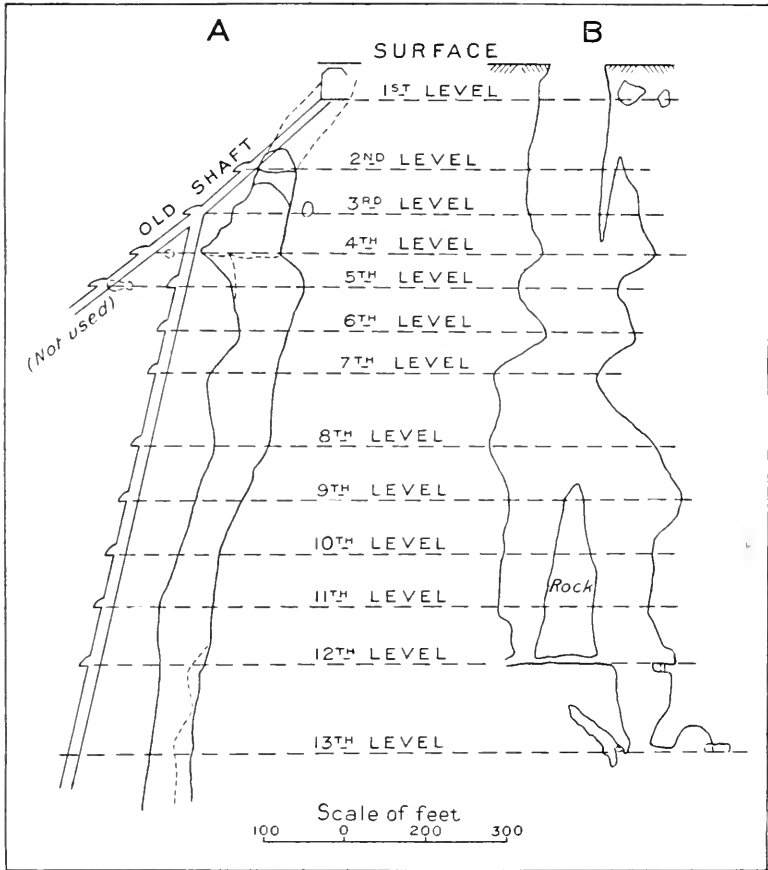 A
B
SURFACE
1ST LEVEL
2ND LEVEL
OLD SHAFT
3RD LEVEL
4TH LEVEL
5TH LEVEL
(Not used)
6TH LEVEL
7TH LEVEL
8TH LEVEL
9TH LEVEL
10TH LEVEL
Rock
11TH LEVEL
12TH LEVEL
13TH LEVEL
Scale of feet
100 0 200 300